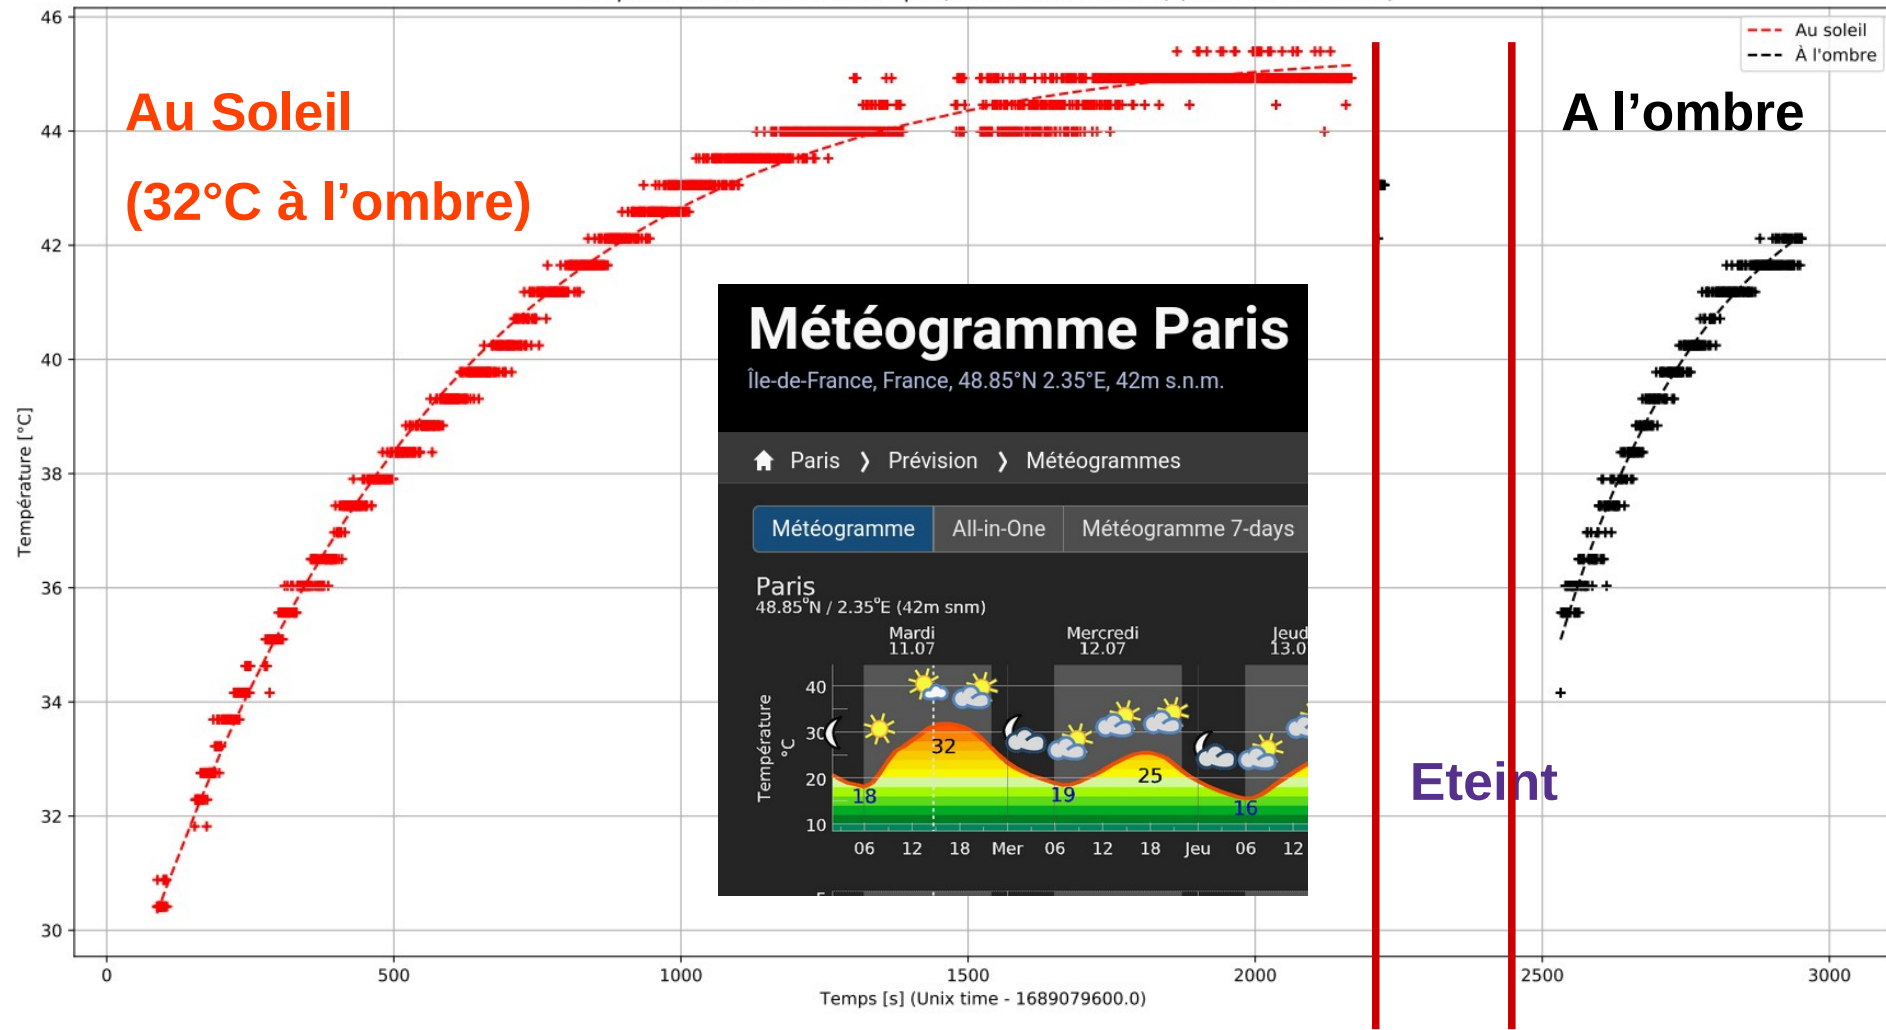 46
44
42
40
38
36
34
32
30
Température [°C]
0
500
1000
1500
2000
2500
3000
Temps [s] (Unix time - 1689079600.0)
Au soleil
À l'ombre
Au Soleil
(32°C à l’ombre)
A l’ombre
Eteint
Météogramme Paris
Île-de-France, France, 48.85°N 2.35°E, 42m s.n.m.
Paris ❯ Prévision ❯ Météogrammes
Météogramme All-in-One Météogramme 7-days
Paris
48.85°N / 2.35°E (42m snm)
Mardi Mercredi
11.07 12.07
Température
°C
40
30
20
10
32
25
18
19
16
06 12 18 Mer 06 12 18 Jeu 06 12